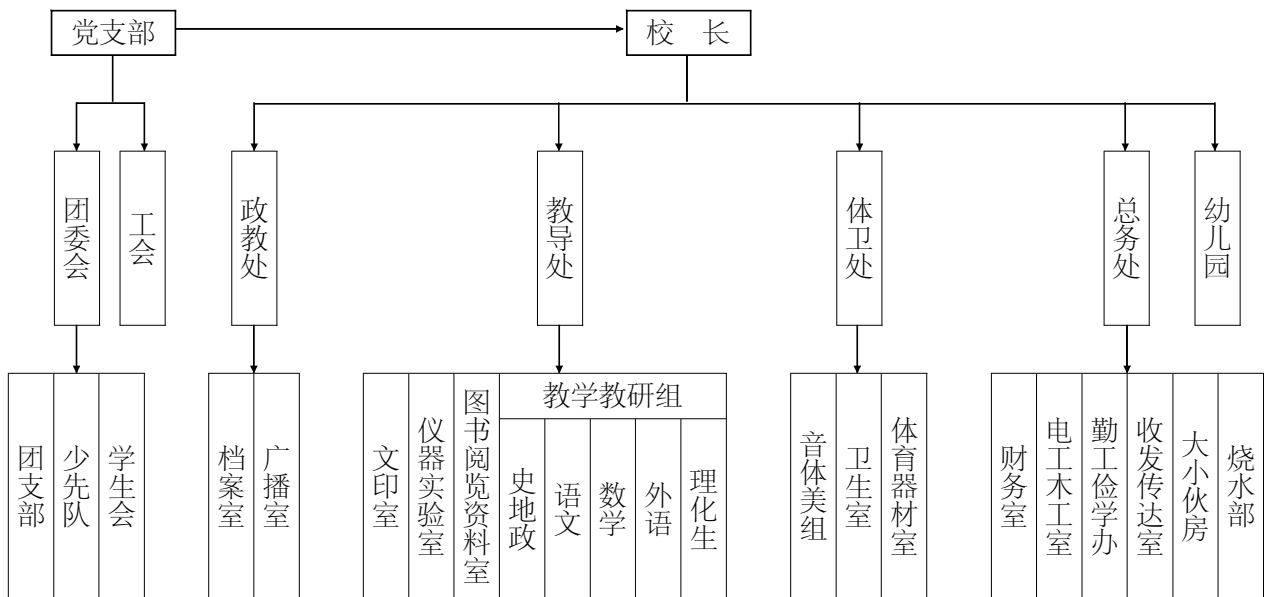 党支部
校 长
团委会
工会
政教处
教导处
体卫处
总务处
幼儿园
团支部
少先队
学生会
档案室
广播室
文印室
仪器实验室
图书阅览资料室
教学教研组
史地政
语文
数学
外语
理化生
音体美组
卫生室
体育器材室
财务室
电工木工室
勤工俭学办
收发传达室
大小伙房
烧水部